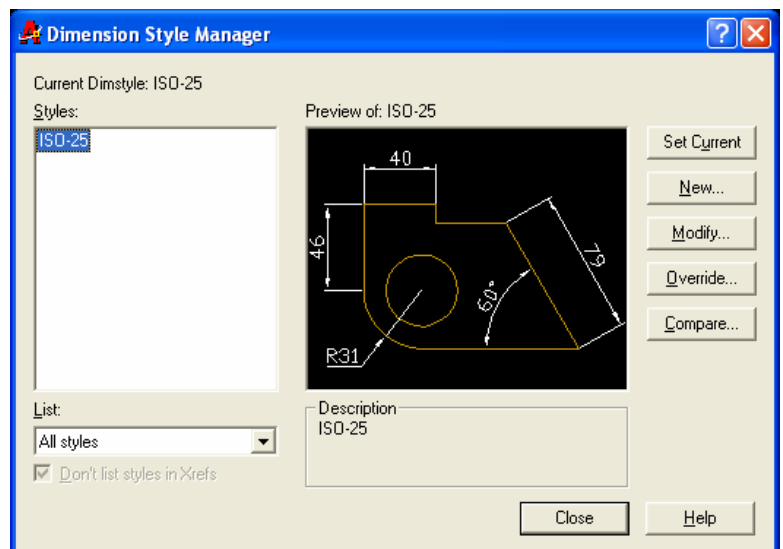 Dimension Style Manager
Current Dimstyle: ISO-25
Styles:
ISO-25
Preview of: ISO-25
40
46
79
60°
R31
Set Current
New...
Modify...
Override...
Compare...
List:
All styles
Don't list styles in Xrefs
Description
ISO-25
Close
Help